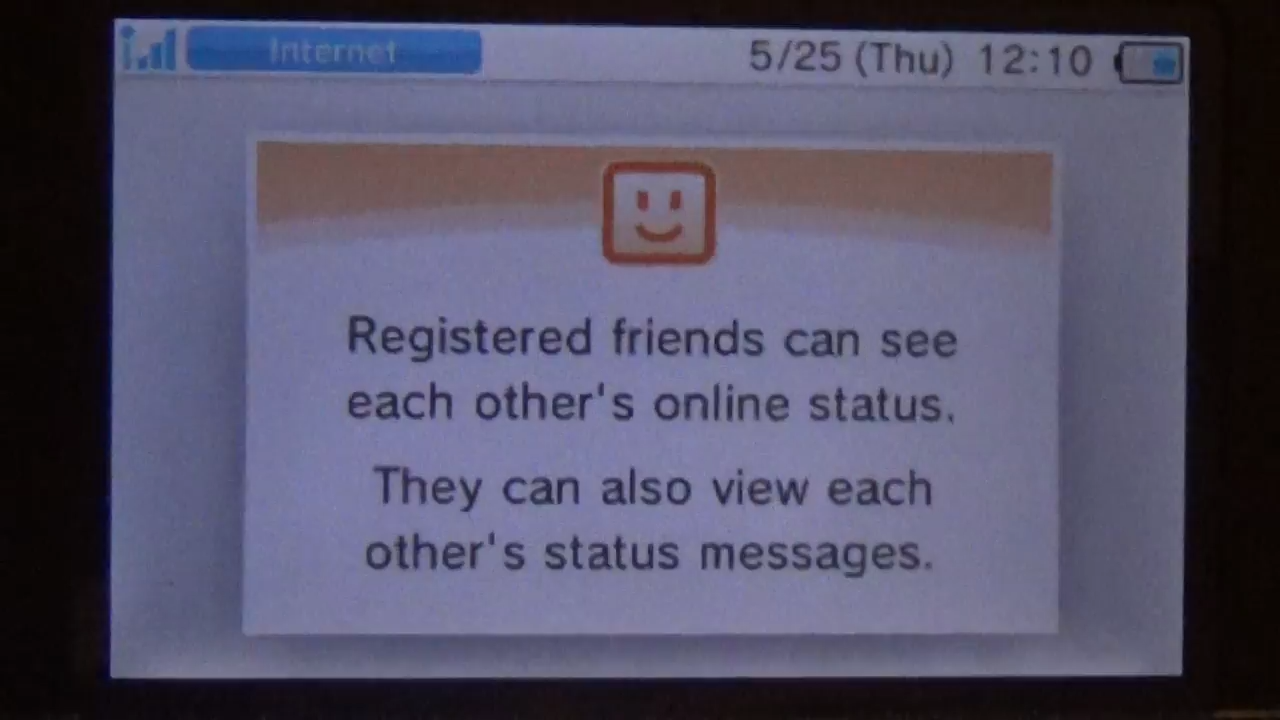 Internet
5/25 (Thu) 12:10
Registered friends can see
each other's online status.
They can also view each
other's status messages.